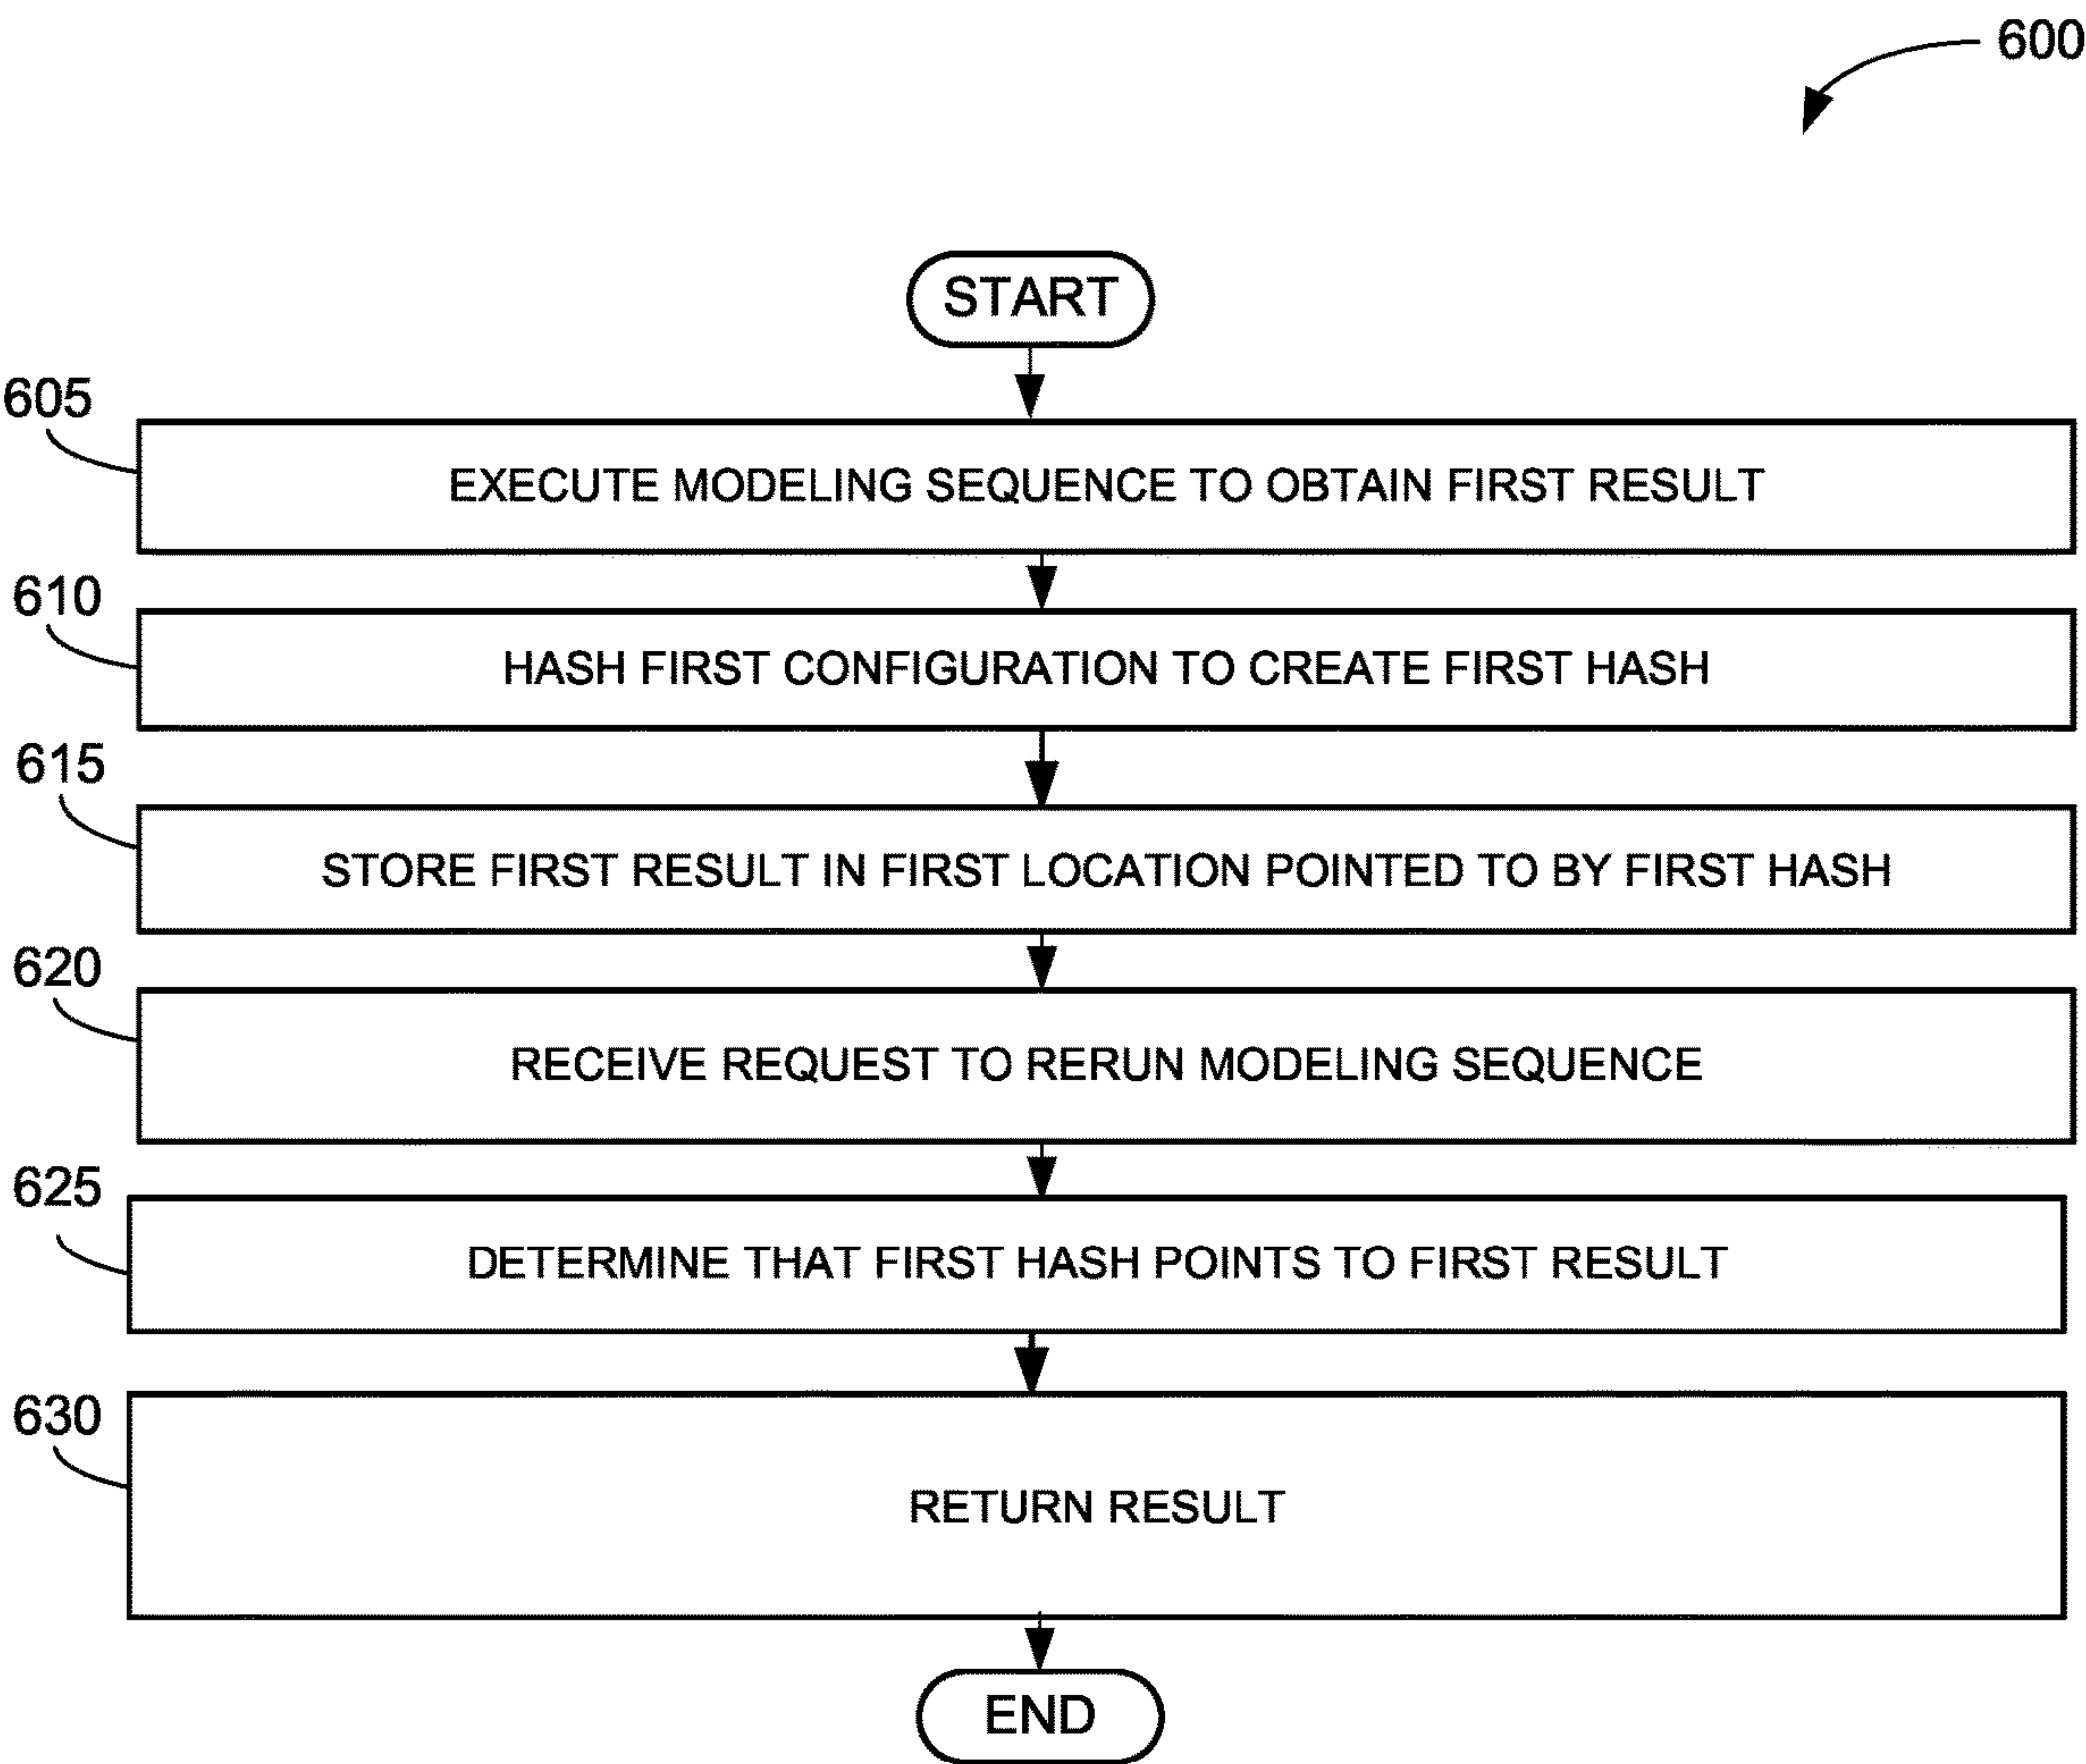 600
START
605
EXECUTE MODELING SEQUENCE TO OBTAIN FIRST RESULT
610
HASH FIRST CONFIGURATION TO CREATE FIRST HASH
615
STORE FIRST RESULT IN FIRST LOCATION POINTED TO BY FIRST HASH
620
RECEIVE REQUEST TO RERUN MODELING SEQUENCE
625
DETERMINE THAT FIRST HASH POINTS TO FIRST RESULT
630
RETURN RESULT
END